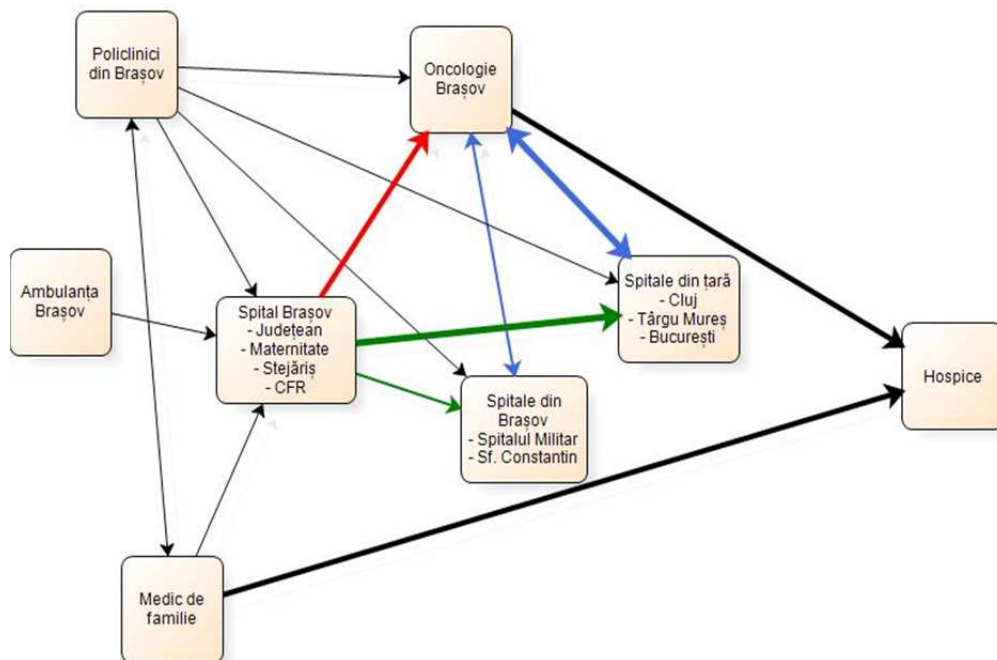 Policlinici
din Brașov
Oncologie
Brașov
Ambulanța
Brașov
Spital Brașov
- Județean
- Maternitate
- Stejăriș
- CFR
Spitale din țară
- Cluj
- Târgu Mureș
- București
Spitale din
Brașov
- Spitalul Militar
- Sf. Constantin
Hospice
Medic de
familie